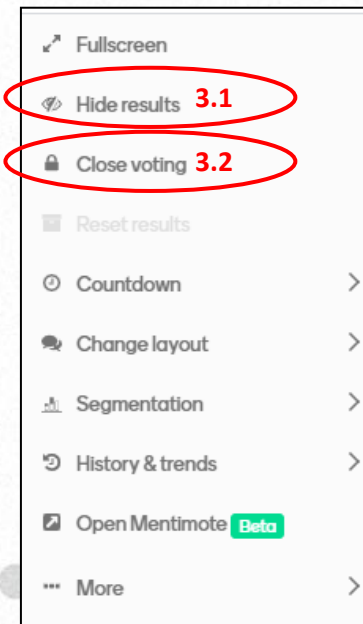 Fullscreen
Hide results 3.1
Close voting 3.2
Reset results
Countdown
Change layout
Segmentation
History & trends
Open Mentimote Beta
More